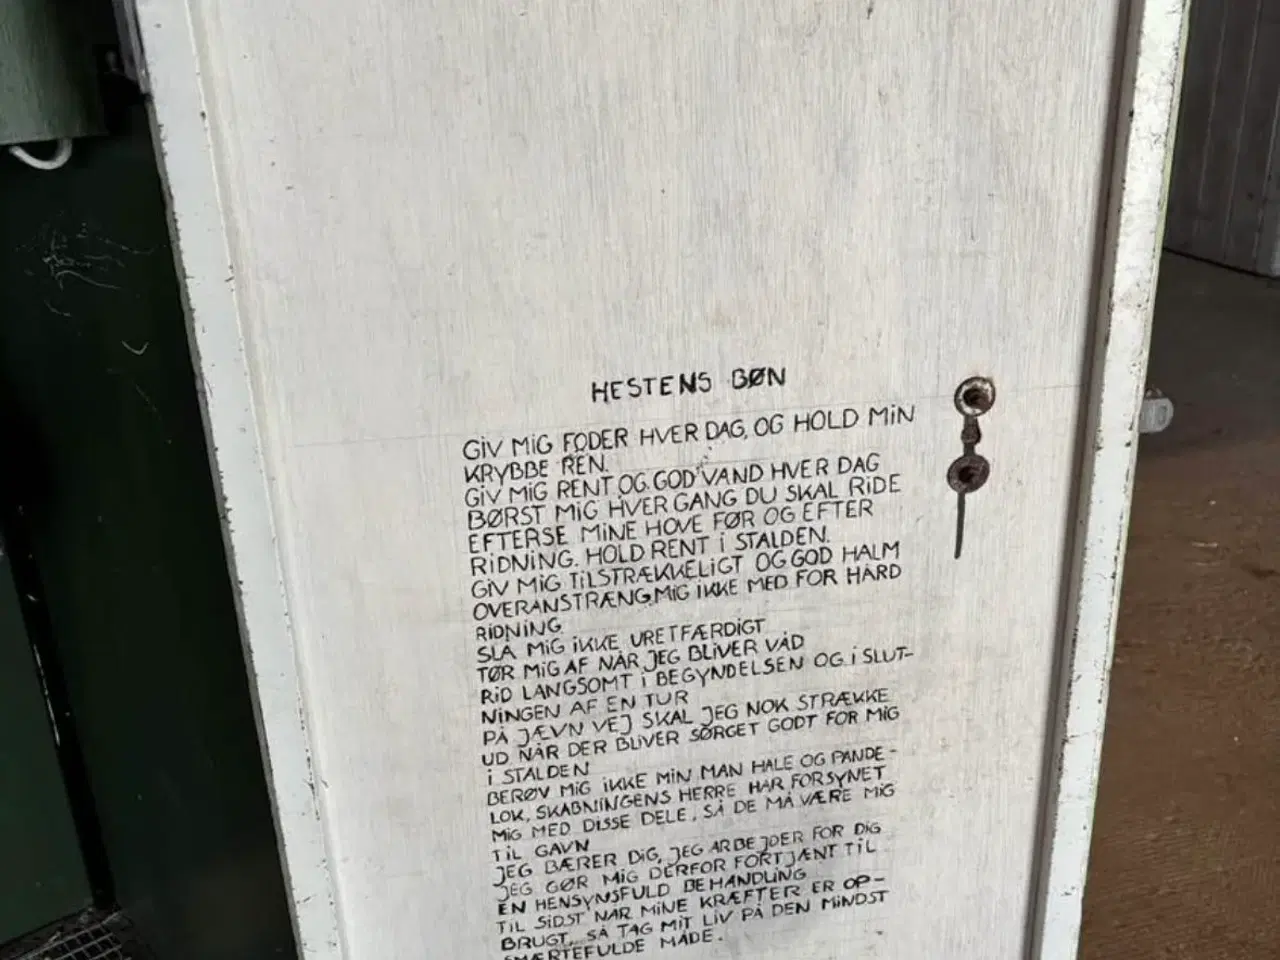 HESTENS BØN
GIV MIG FODER HVER DAG, OG HOLD MIN
KRYBBE REN.
GIV MIG RENT OG GOD VAND HVER DAG
BØRST MIG HVER GANG DU SKAL RIDE
EFTERSE MINE HOVE FØR OG EFTER
RIDNING. HOLD RENT I STALDEN.
GIV MIG TILSTRÆKKELIGT OG GOD HALM
OVERANSTRÆNG MIG IKKE MED FOR HÅRD
RIDNING
SLÅ MIG IKKE URETFÆRDIGT
TØR MIG AF NÅR JEG BLIVER VÅD
RID LANGSOMT I BEGYNDELSEN OG I SLUT-
NINGEN AF EN TUR
PÅ JÆVN VEJ SKAL JEG NOK STRÆKKE
UD NÅR DER BLIVER SØRGET GODT FOR MIG
I STALDEN
BERØV MIG IKKE MIN MAN HALE OG PANDE-
LOK, SKABNINGENS HERRE HAR FORSYNET
MIG MED DISSE DELE, SÅ DE MÅ VÆRE MIG
TIL GAVN
JEG BÆRER DIG, JEG ARBEJDER FOR DIG
JEG GØR MIG DERFOR FORTJÆNT TIL
EN HENSYNSFULD BEHANDLING
TIL SIDST NÅR MINE KRÆFTER ER OP-
BRUGT, SÅ TAG MIT LIV PÅ DEN MINDST
SMÆRTEFULDE MÅDE.